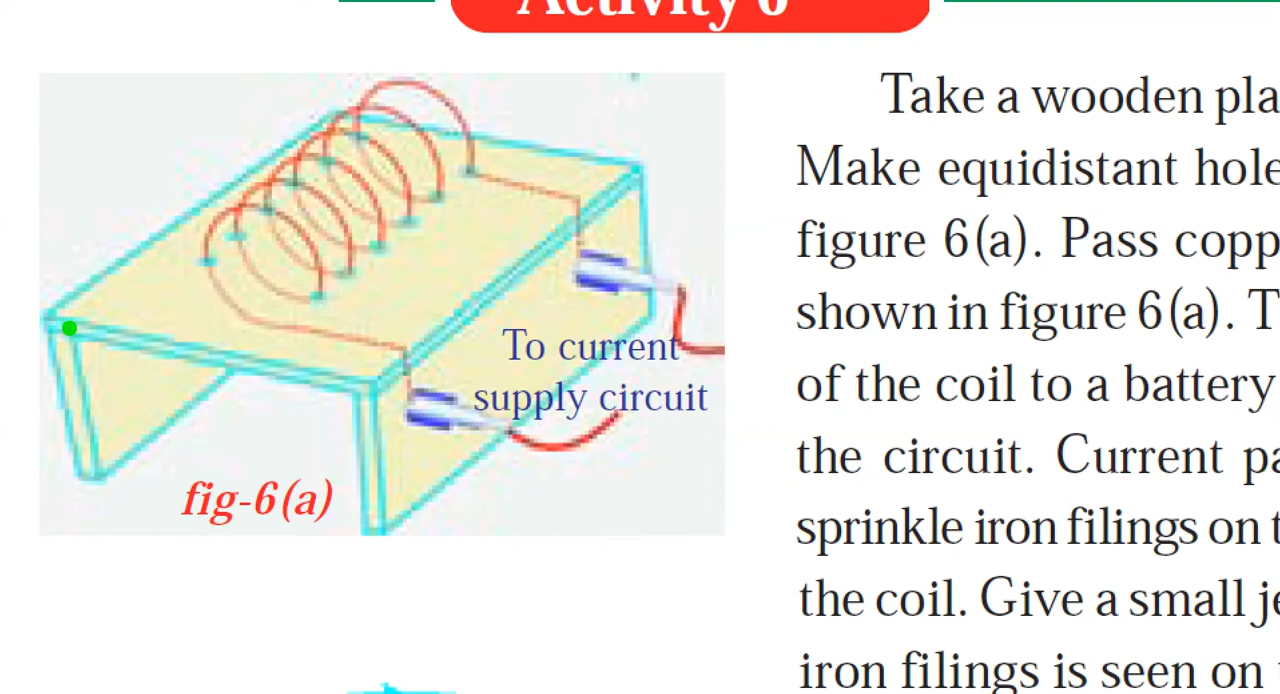 Activity 6
Take a wooden pla
Make equidistant hole
figure 6(a). Pass copp
shown in figure 6(a). T
of the coil to a battery
the circuit. Current pa
sprinkle iron filings on t
the coil. Give a small je
iron filings is seen on
To current
supply circuit
fig-6(a)